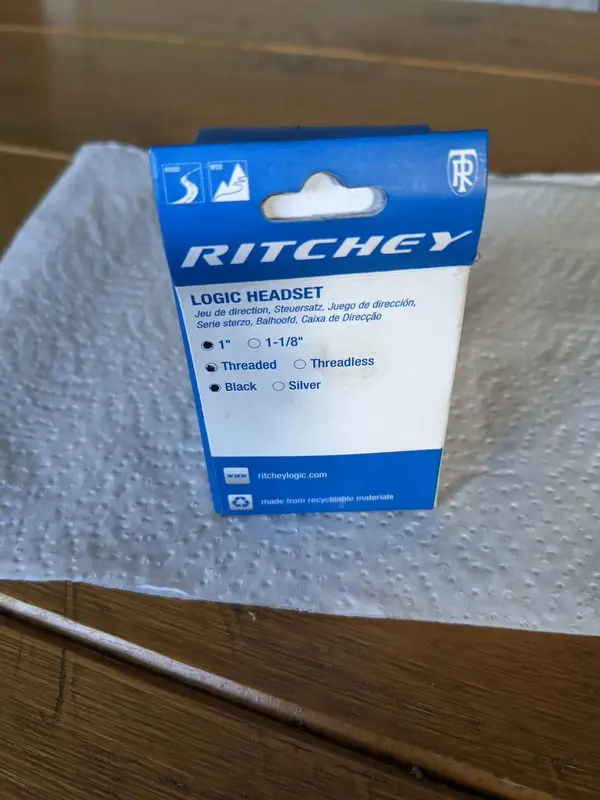 ROAD MTB
RITCHEY
LOGIC HEADSET
Jeu de direction, Steuersatz, Juego de dirección,
Serie sterzo, Balhoofd, Caixa de Direcção
1" 1-1/8"
Threaded Threadless
Black Silver
www ritcheylogic.com
made from recycleable materials